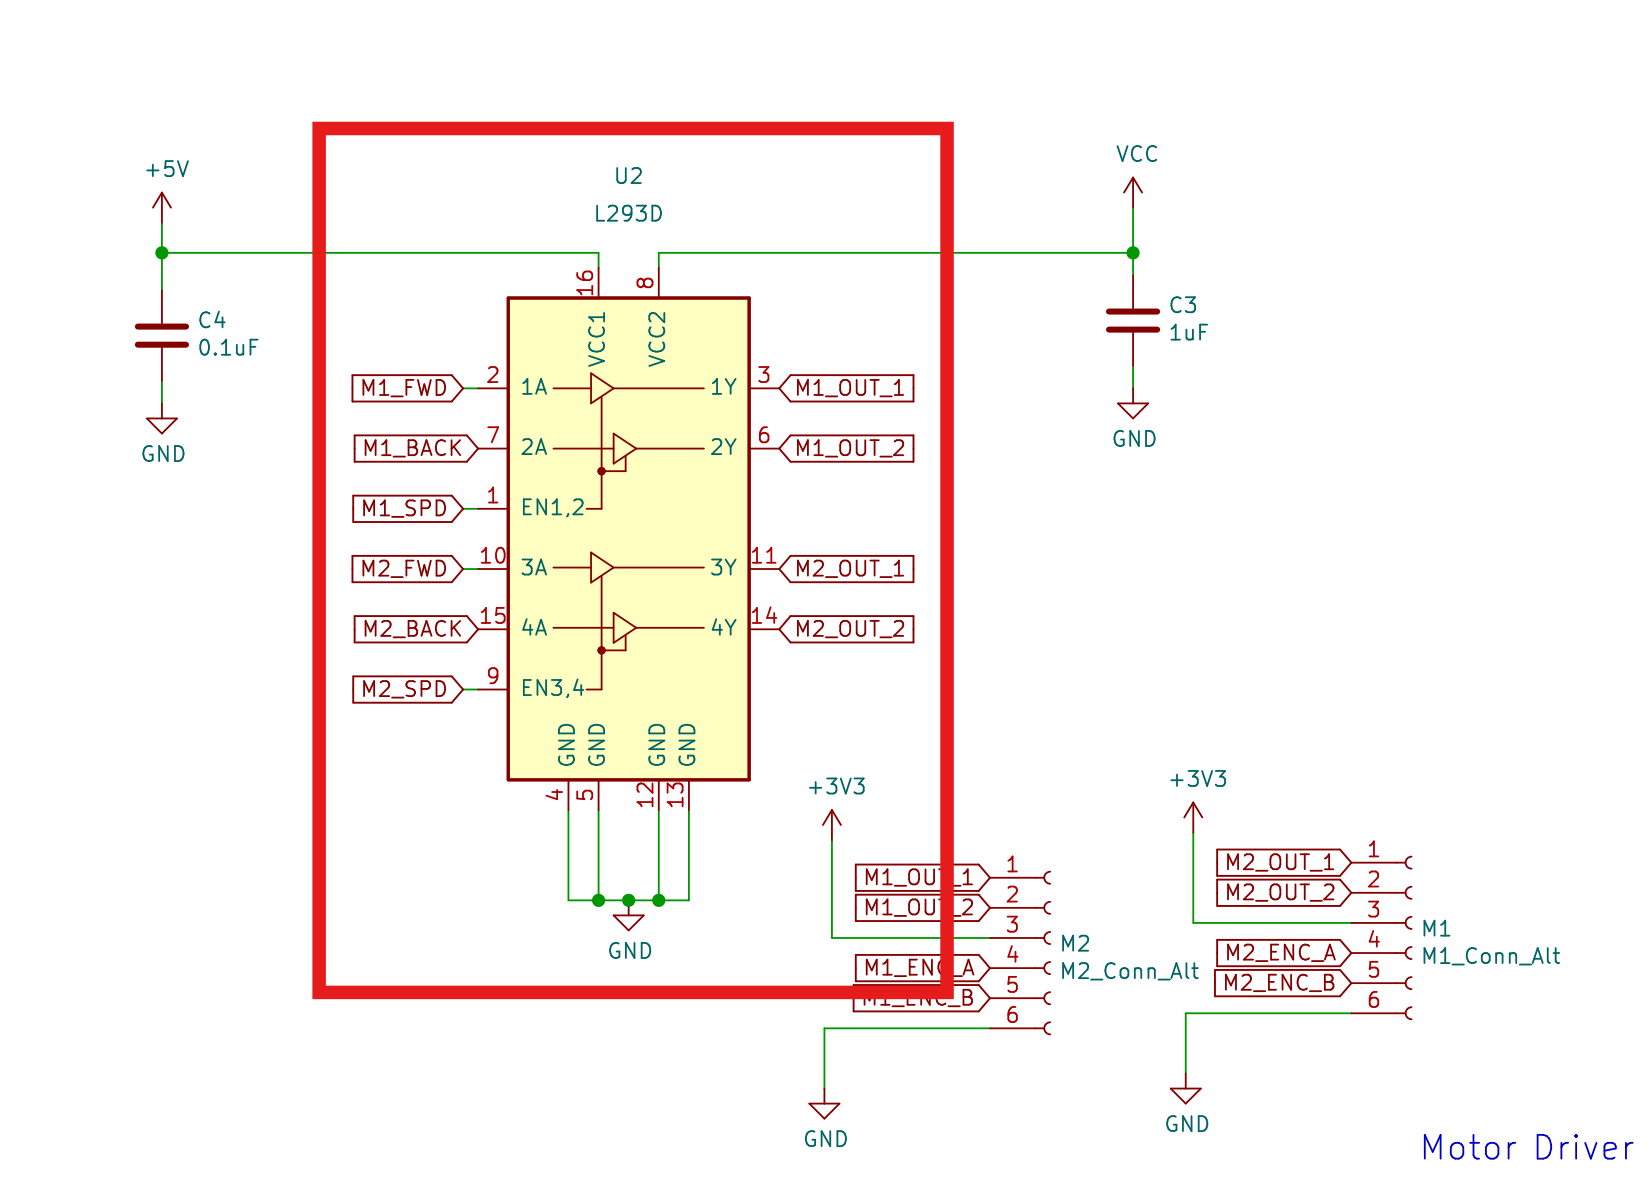 +5V
VCC
U2
L293D
16
8
VCC1
VCC2
C4
0.1uF
C3
1uF
GND
GND
M1_FWD
2
1A
1Y
3
M1_OUT_1
M1_BACK
7
2A
2Y
6
M1_OUT_2
M1_SPD
1
EN1,2
M2_FWD
10
3A
3Y
11
M2_OUT_1
M2_BACK
15
4A
4Y
14
M2_OUT_2
M2_SPD
9
EN3,4
GND
GND
GND
GND
4
5
12
13
GND
+3V3
M1_OUT_1
1
M1_OUT_2
2
3
M1_ENC_A
4
M1_ENC_B
5
6
M2
M2_Conn_Alt
GND
+3V3
M2_OUT_1
1
M2_OUT_2
2
3
M2_ENC_A
4
M2_ENC_B
5
6
M1
M1_Conn_Alt
GND
Motor Driver